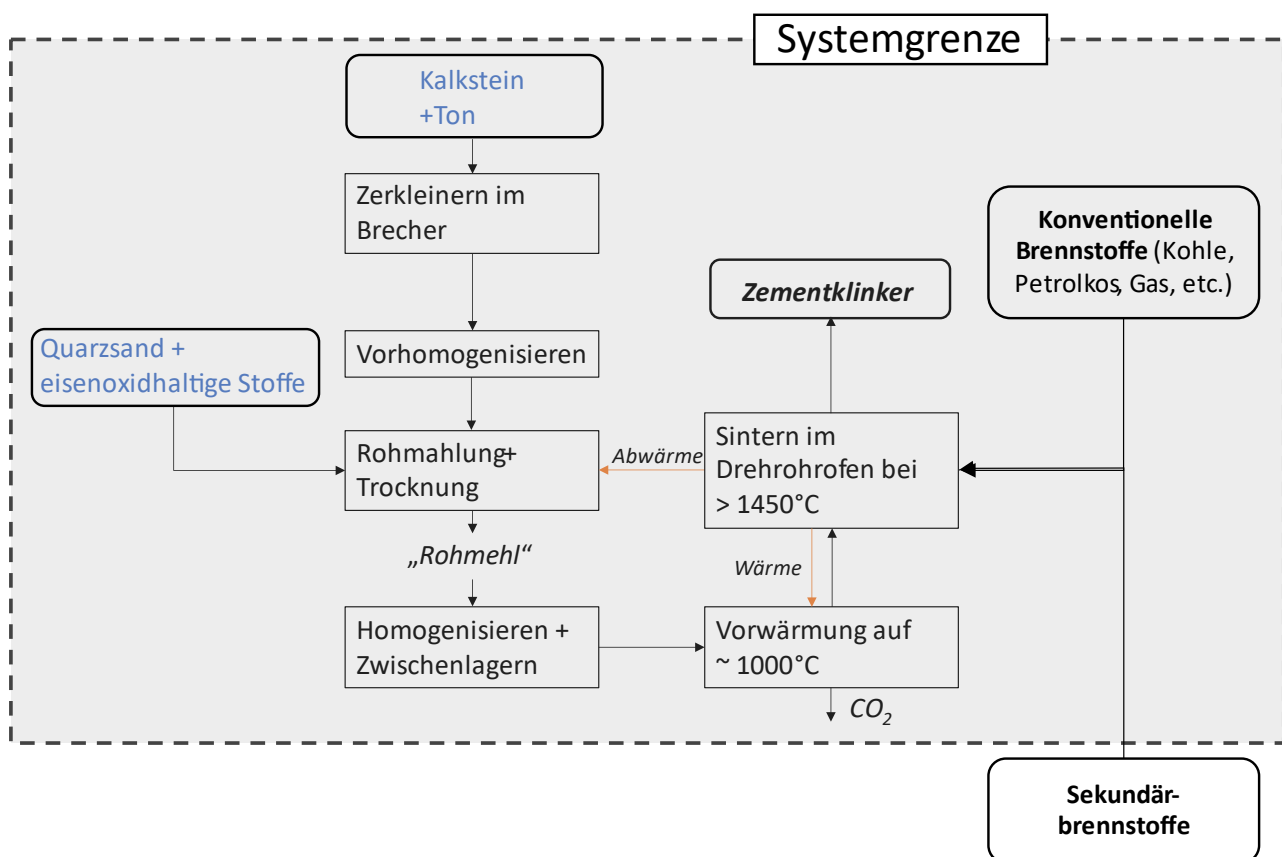 Systemgrenze
Kalkstein
+Ton
Zerkleinern im
Brecher
Konventionelle
Brennstoffe (Kohle,
Petrolkos, Gas, etc.)
Zementklinker
Quarzsand +
eisenoxidhaltige Stoffe
Vorhomogenisieren
Rohmahlung+
Trocknung
Abwärme
Sintern im
Drehrohrofen bei
> 1450°C
„Rohmehl“
Wärme
Homogenisieren +
Zwischenlagern
Vorwärmung auf
~ 1000°C
CO₂
Sekundär-
brennstoffe